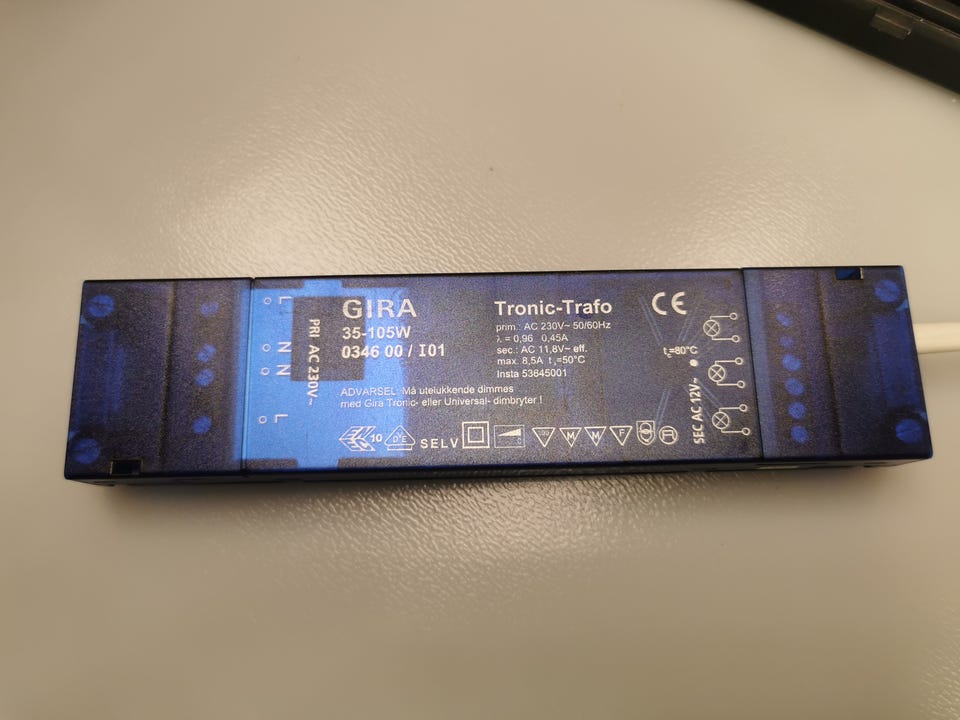 L
N
N
L
PRI AC 230V~
GIRA
35-105W
0346 00 / I01
ADVARSEL: Må utelukkende dimmes
med Gira Tronic- eller Universal- dimbryter !
10
SELV
Tronic-Trafo
prim.: AC 230V~ 50/60Hz
λ = 0,96 0,45A
sec.: AC 11,8V~ eff.
max. 8,5A ta=50°C
Insta 53645001
M M F
CE
tc=80°C
SEC AC 12V~